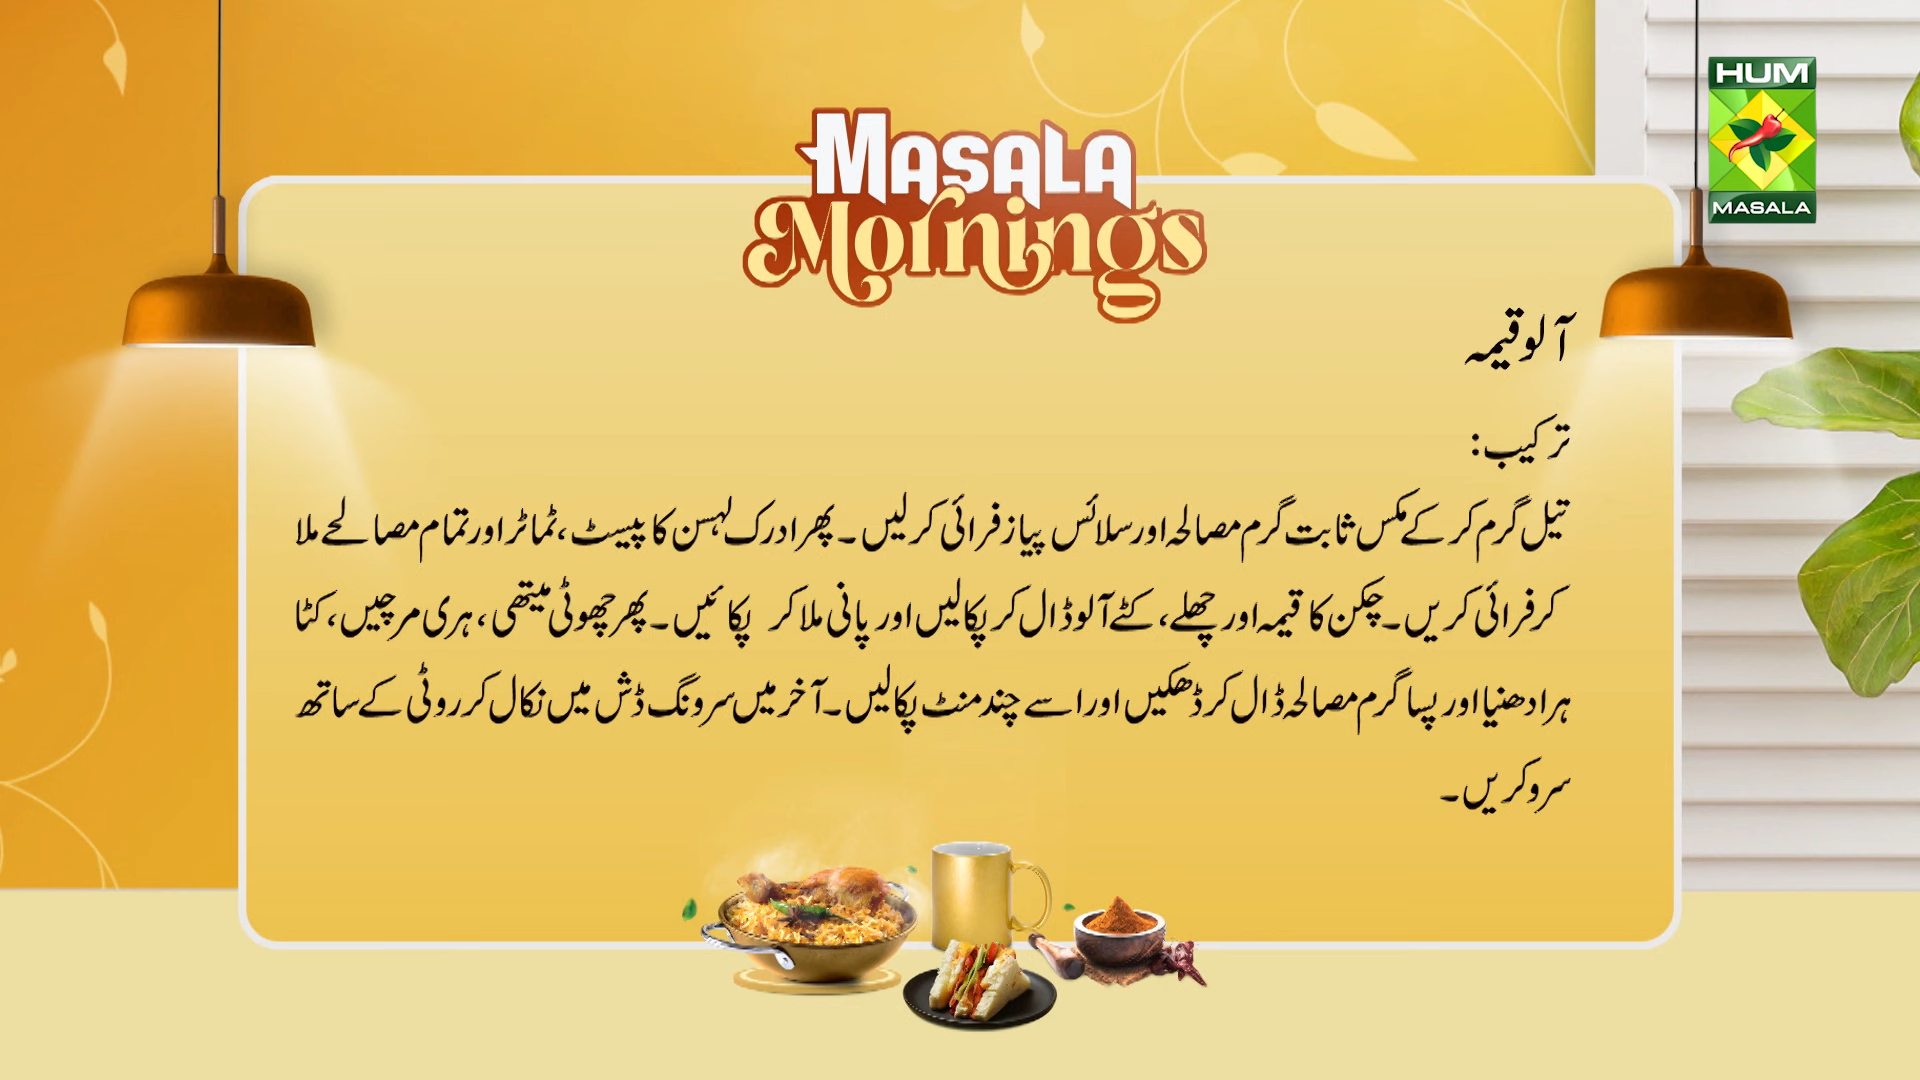 HUM
MASALA
MASALA
Mornings
آلو قیمہ
ترکیب:
تیل گرم کر کے مکس ثابت گرم مصالحہ اور سلائس پیاز فرائی کر لیں۔ پھر ادرک لہسن کا پیسٹ، ٹماٹر اور تمام مصالحے ملا
کر فرائی کریں۔ چکن کا قیمہ اور چھلے، کٹے آلو ڈال کر پکا لیں اور پانی ملا کر پکائیں۔ پھر چھوٹی میتھی، ہری مرچیں، کٹا
ہرا دھنیا اور پسا گرم مصالحہ ڈال کر ڈھکیں اور اسے چند منٹ پکا لیں۔ آخر میں سرونگ ڈش میں نکال کر روٹی کے ساتھ
سرو کریں۔